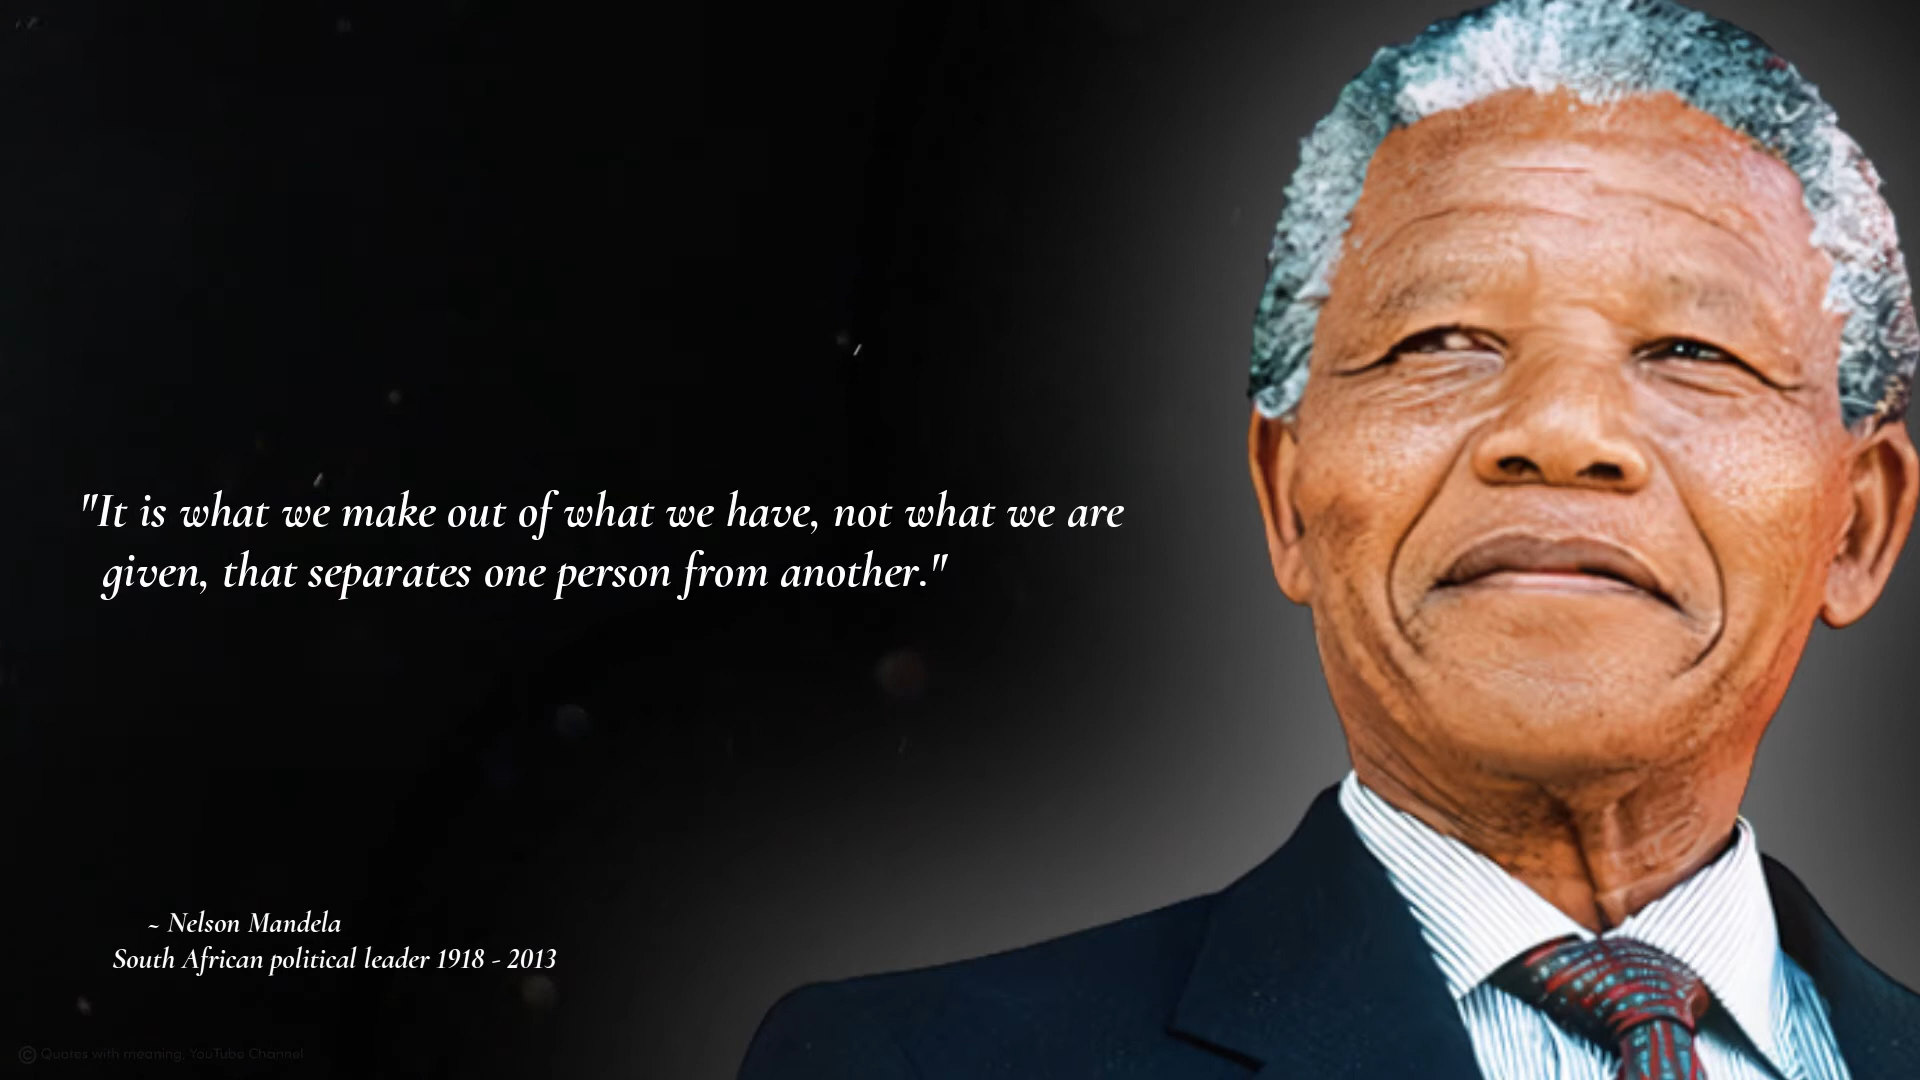 "It is what we make out of what we have, not what we are
given, that separates one person from another."
~ Nelson Mandela
South African political leader 1918 - 2013
© Quotes with meaning, YouTube Channel